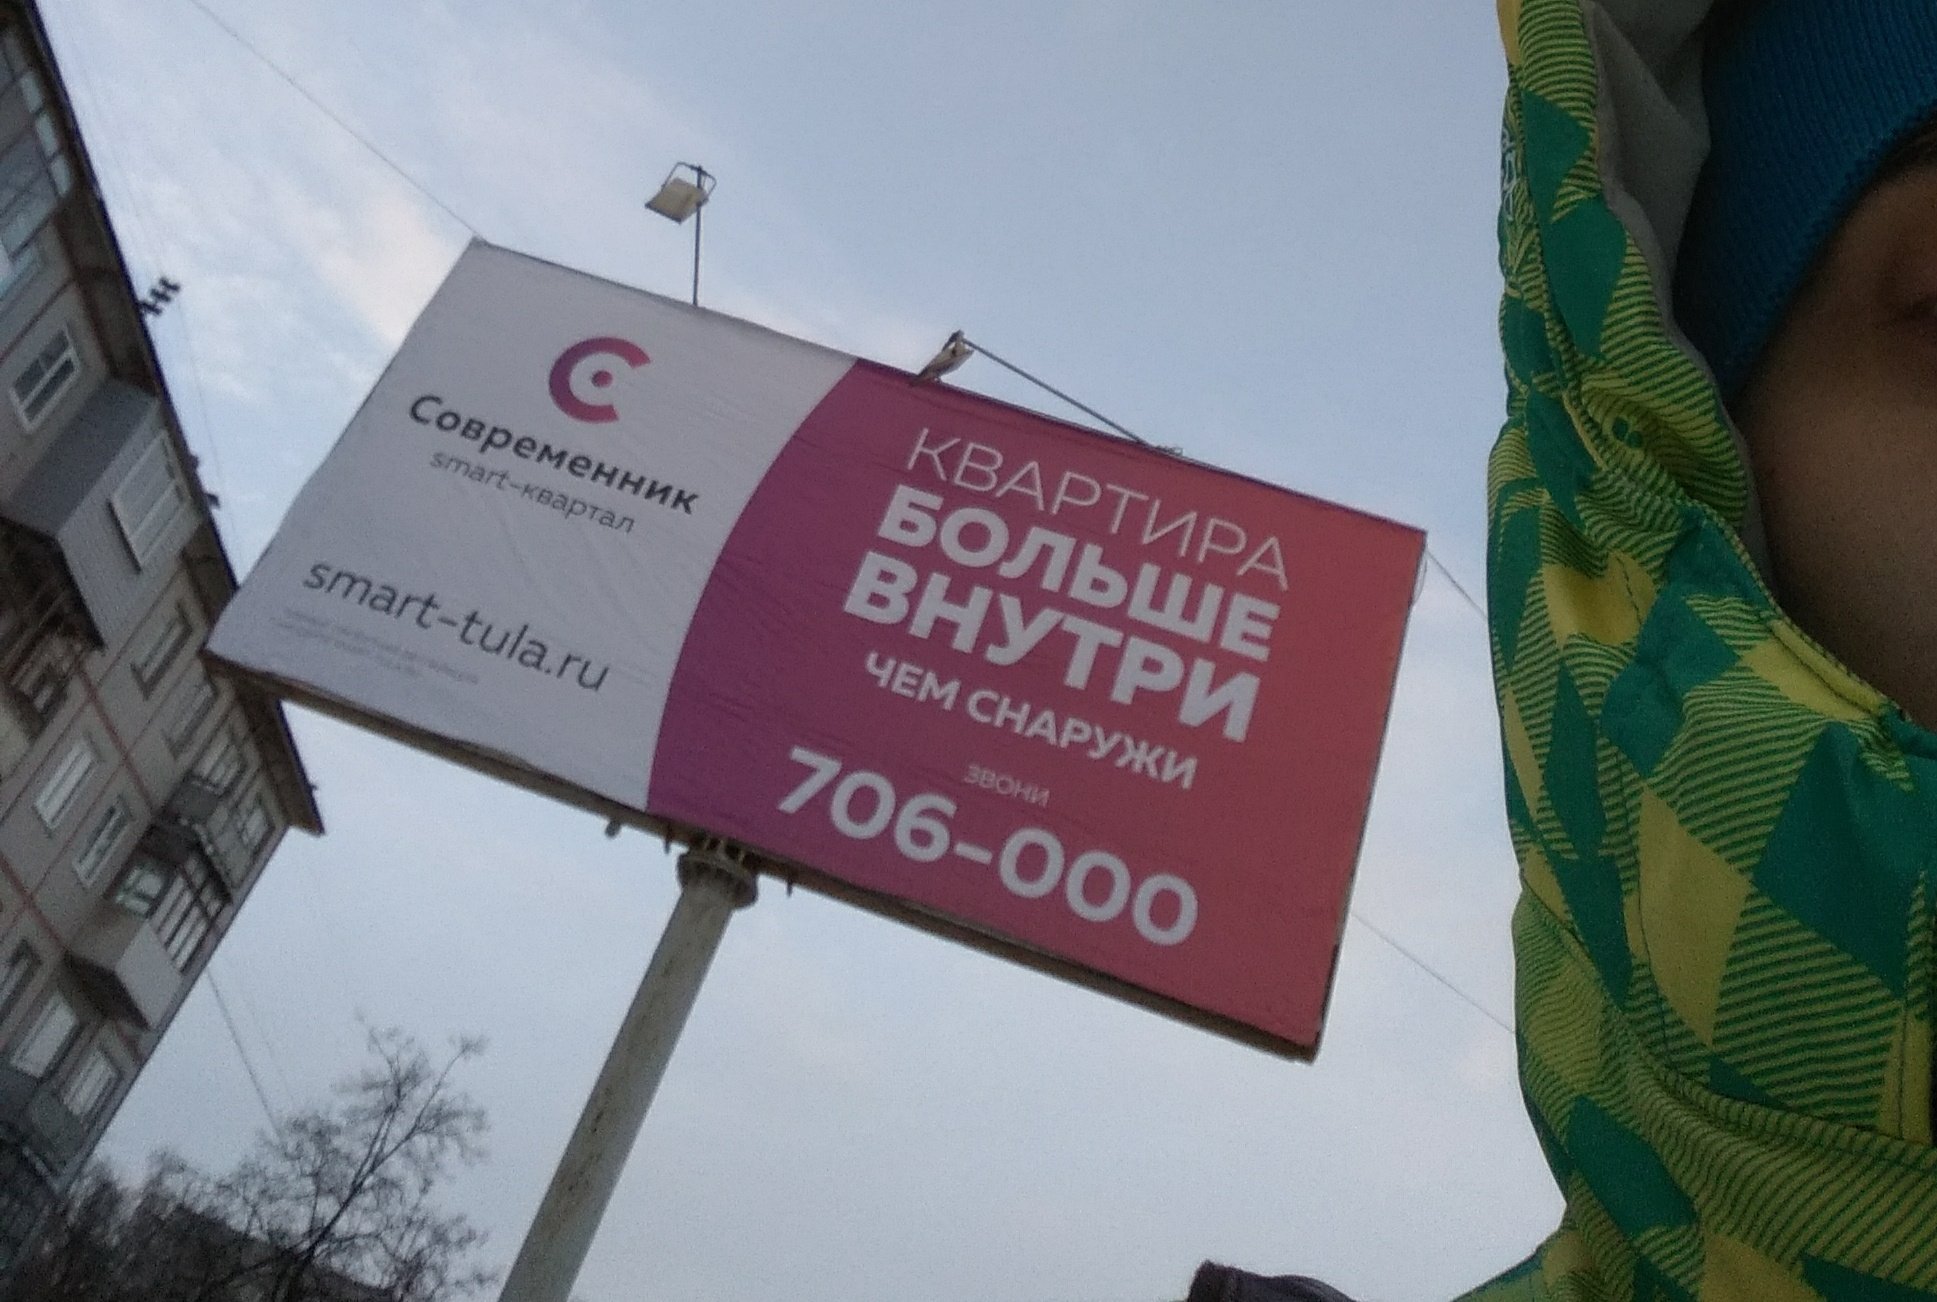 Современник
smart-квартал
smart-tula.ru
КВАРТИРА
БОЛЬШЕ
ВНУТРИ
ЧЕМ СНАРУЖИ
ЗВОНИ
706-000